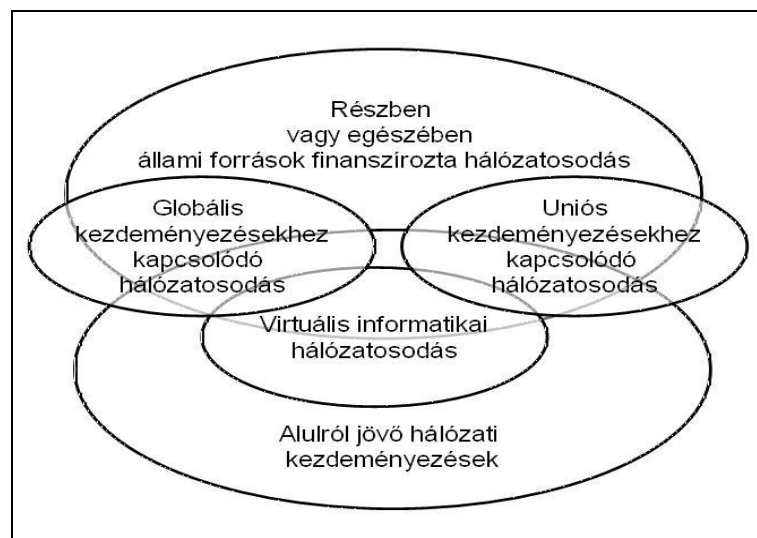 Részben
vagy egészében
állami források finanszírozta hálózatosodás
Globális
kezdeményezésekhez
kapcsolódó
hálózatosodás
Uniós
kezdeményezésekhez
kapcsolódó
hálózatosodás
Virtuális informatikai
hálózatosodás
Alulról jövő hálózati
kezdeményezések